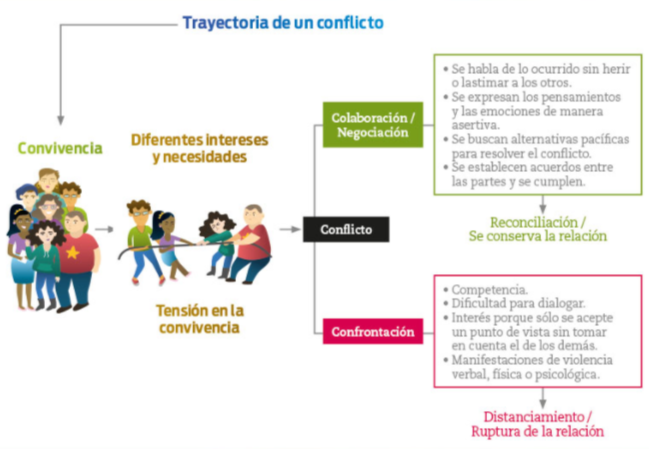 Trayectoria de un conflicto
Convivencia
Diferentes intereses
y necesidades
Tensión en la
convivencia
Conflicto
Colaboración /
Negociación
• Se habla de lo ocurrido sin herir
o lastimar a los otros.
• Se expresan los pensamientos
y las emociones de manera
asertiva.
• Se buscan alternativas pacíficas
para resolver el conflicto.
• Se establecen acuerdos entre
las partes y se cumplen.
Reconciliación /
Se conserva la relación
Confrontación
• Competencia.
• Dificultad para dialogar.
• Interés porque sólo se acepte
un punto de vista sin tomar
en cuenta el de los demás.
• Manifestaciones de violencia
verbal, física o psicológica.
Distanciamiento /
Ruptura de la relación